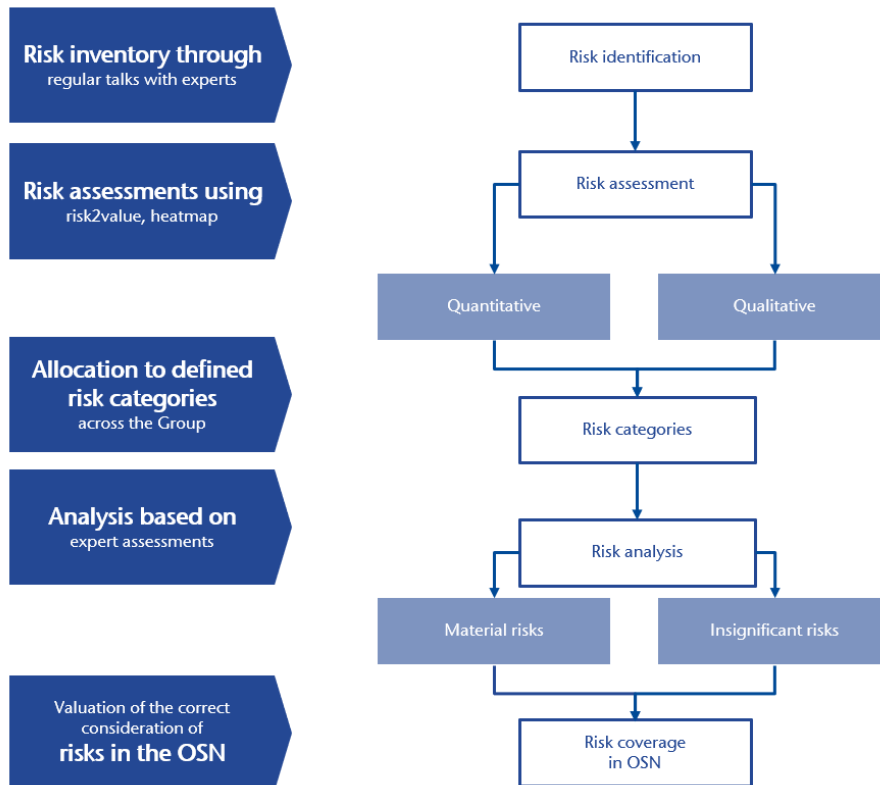 Risk inventory through
regular talks with experts
Risk identification
Risk assessments using
risk2value, heatmap
Risk assessment
Quantitative
Qualitative
Allocation to defined
risk categories
across the Group
Risk categories
Analysis based on
expert assessments
Risk analysis
Material risks
Insignificant risks
Valuation of the correct
consideration of
risks in the OSN
Risk coverage
in OSN